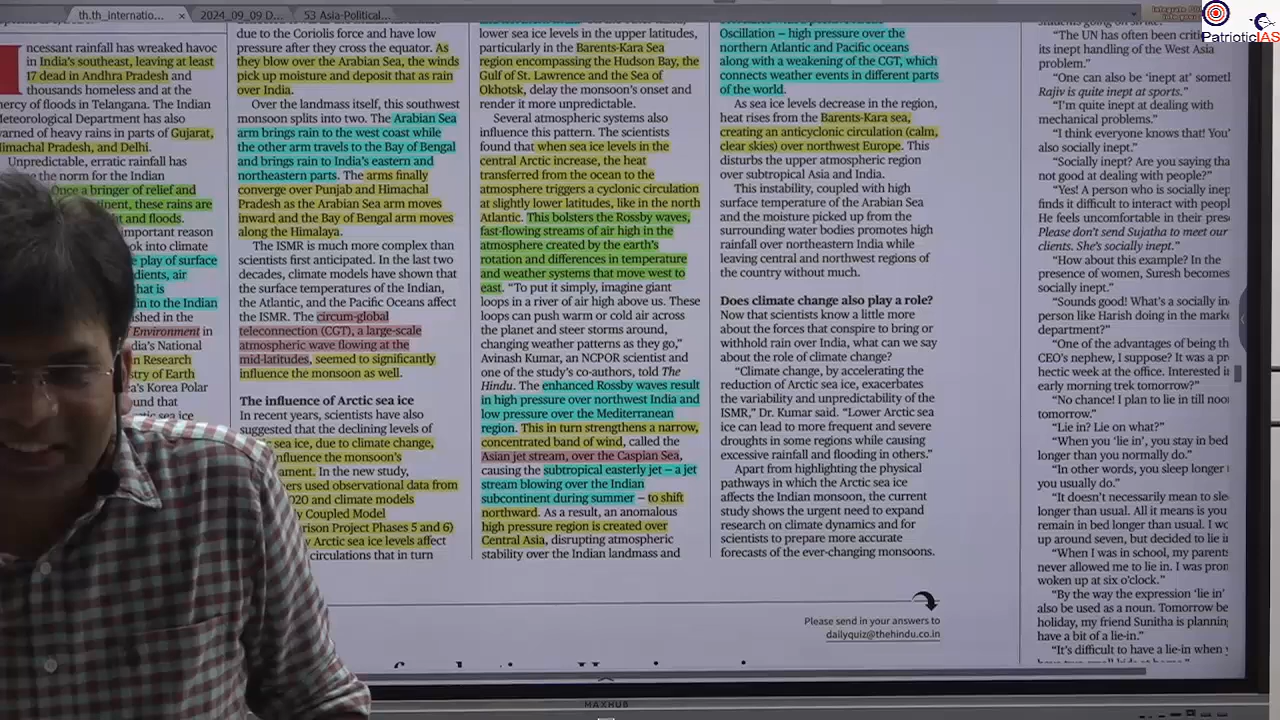 th.th_internatio...
×
2024_09_09 D...
53 Asia-Political...
PatrioticIAS
ncessant rainfall has wreaked havoc
in India's southeast, leaving at least
17 dead in Andhra Pradesh and
thousands homeless and at the
mercy of floods in Telangana. The Indian
Meteorological Department has also
warned of heavy rains in parts of Gujarat,
Himachal Pradesh, and Delhi.
Unpredictable, erratic rainfall has
the norm for the Indian
Once a bringer of relief and
tinent, these rains are
at and floods.
important reason
ok into climate
e play of surface
dients, air
hat is
in to the Indian
shed in the
Environment in
ia's National
n Research
stry of Earth
a's Korea Polar
und that
tic sea ice
due to the Coriolis force and have low
pressure after they cross the equator. As
they blow over the Arabian Sea, the winds
pick up moisture and deposit that as rain
over India.
Over the landmass itself, this southwest
monsoon splits into two. The Arabian Sea
arm brings rain to the west coast while
the other arm travels to the Bay of Bengal
and brings rain to India's eastern and
northeastern parts. The arms finally
converge over Punjab and Himachal
Pradesh as the Arabian Sea arm moves
inward and the Bay of Bengal arm moves
along the Himalaya.
The ISMR is much more complex than
scientists first anticipated. In the last two
decades, climate models have shown that
the surface temperatures of the Indian,
the Atlantic, and the Pacific Oceans affect
the ISMR. The circum-global
teleconnection (CGT), a large-scale
atmospheric wave flowing at the
mid-latitudes, seemed to significantly
influence the monsoon as well.
The influence of Arctic sea ice
In recent years, scientists have also
suggested that the declining levels of
sea ice, due to climate change,
nfluence the monsoon's
ament. In the new study,
ers used observational data from
2020 and climate models
ly Coupled Model
rison Project Phases 5 and 6)
w Arctic sea ice levels affect
circulations that in turn
lower sea ice levels in the upper latitudes,
particularly in the Barents-Kara Sea
region encompassing the Hudson Bay, the
Gulf of St. Lawrence and the Sea of
Okhotsk, delay the monsoon's onset and
render it more unpredictable.
Several atmospheric systems also
influence this pattern. The scientists
found that when sea ice levels in the
central Arctic increase, the heat
transferred from the ocean to the
atmosphere triggers a cyclonic circulation
at slightly lower latitudes, like in the north
Atlantic. This bolsters the Rossby waves,
fast-flowing streams of air high in the
atmosphere created by the earth's
rotation and differences in temperature
and weather systems that move west to
east. “To put it simply, imagine giant
loops in a river of air high above us. These
loops can push warm or cold air across
the planet and steer storms around,
changing weather patterns as they go,”
Avinash Kumar, an NCPOR scientist and
one of the study's co-authors, told The
Hindu. The enhanced Rossby waves result
in high pressure over northwest India and
low pressure over the Mediterranean
region. This in turn strengthens a narrow,
concentrated band of wind, called the
Asian jet stream, over the Caspian Sea,
causing the subtropical easterly jet – a jet
stream blowing over the Indian
subcontinent during summer – to shift
northward. As a result, an anomalous
high pressure region is created over
Central Asia, disrupting atmospheric
stability over the Indian landmass and
Oscillation – high pressure over the
northern Atlantic and Pacific oceans
along with a weakening of the CGT, which
connects weather events in different parts
of the world.
As sea ice levels decrease in the region,
heat rises from the Barents-Kara sea,
creating an anticyclonic circulation (calm,
clear skies) over northwest Europe. This
disturbs the upper atmospheric region
over subtropical Asia and India.
This instability, coupled with high
surface temperature of the Arabian Sea
and the moisture picked up from the
surrounding water bodies promotes high
rainfall over northeastern India while
leaving central and northwest regions of
the country without much.
Does climate change also play a role?
Now that scientists know a little more
about the forces that conspire to bring or
withhold rain over India, what can we say
about the role of climate change?
“Climate change, by accelerating the
reduction of Arctic sea ice, exacerbates
the variability and unpredictability of the
ISMR,” Dr. Kumar said. “Lower Arctic sea
ice can lead to more frequent and severe
droughts in some regions while causing
excessive rainfall and flooding in others.”
Apart from highlighting the physical
pathways in which the Arctic sea ice
affects the Indian monsoon, the current
study shows the urgent need to expand
research on climate dynamics and for
scientists to prepare more accurate
forecasts of the ever-changing monsoons.
Please send in your answers to
dailyquiz@thehindu.co.in
“The UN has often been crit
its inept handling of the West Asia
problem.”
“One can also be ‘inept at’ someth
Rajiv is quite inept at sports.”
“I'm quite inept at dealing with
mechanical problems.”
“I think everyone knows that! You'
also socially inept.”
“Socially inept? Are you saying tha
not good at dealing with people?”
“Yes! A person who is socially inep
finds it difficult to interact with peopl
He feels uncomfortable in their pres
Please don't send Sujatha to meet our
clients. She's socially inept.”
“How about this example? In the
presence of women, Suresh becomes
socially inept.”
“Sounds good! What's a socially in
person like Harish doing in the marke
department?”
“One of the advantages of being th
CEO's nephew, I suppose? It was a pr
hectic week at the office. Interested i
early morning trek tomorrow?”
“No chance! I plan to lie in till noo
tomorrow.”
“Lie in? Lie on what?”
“When you ‘lie in’, you stay in bed
longer than you normally do.”
“In other words, you sleep longer
you usually do.”
“It doesn't necessarily mean to sle
longer than usual. All it means is you
remain in bed longer than usual. I wo
up around seven, but decided to lie i
“When I was in school, my parents
never allowed me to lie in. I was pron
woken up at six o'clock.”
“By the way the expression ‘lie in’
also be used as a noun. Tomorrow be
holiday, my friend Sunitha is plannin
have a bit of a lie-in.”
“It's difficult to have a lie-in when
MAXHUB